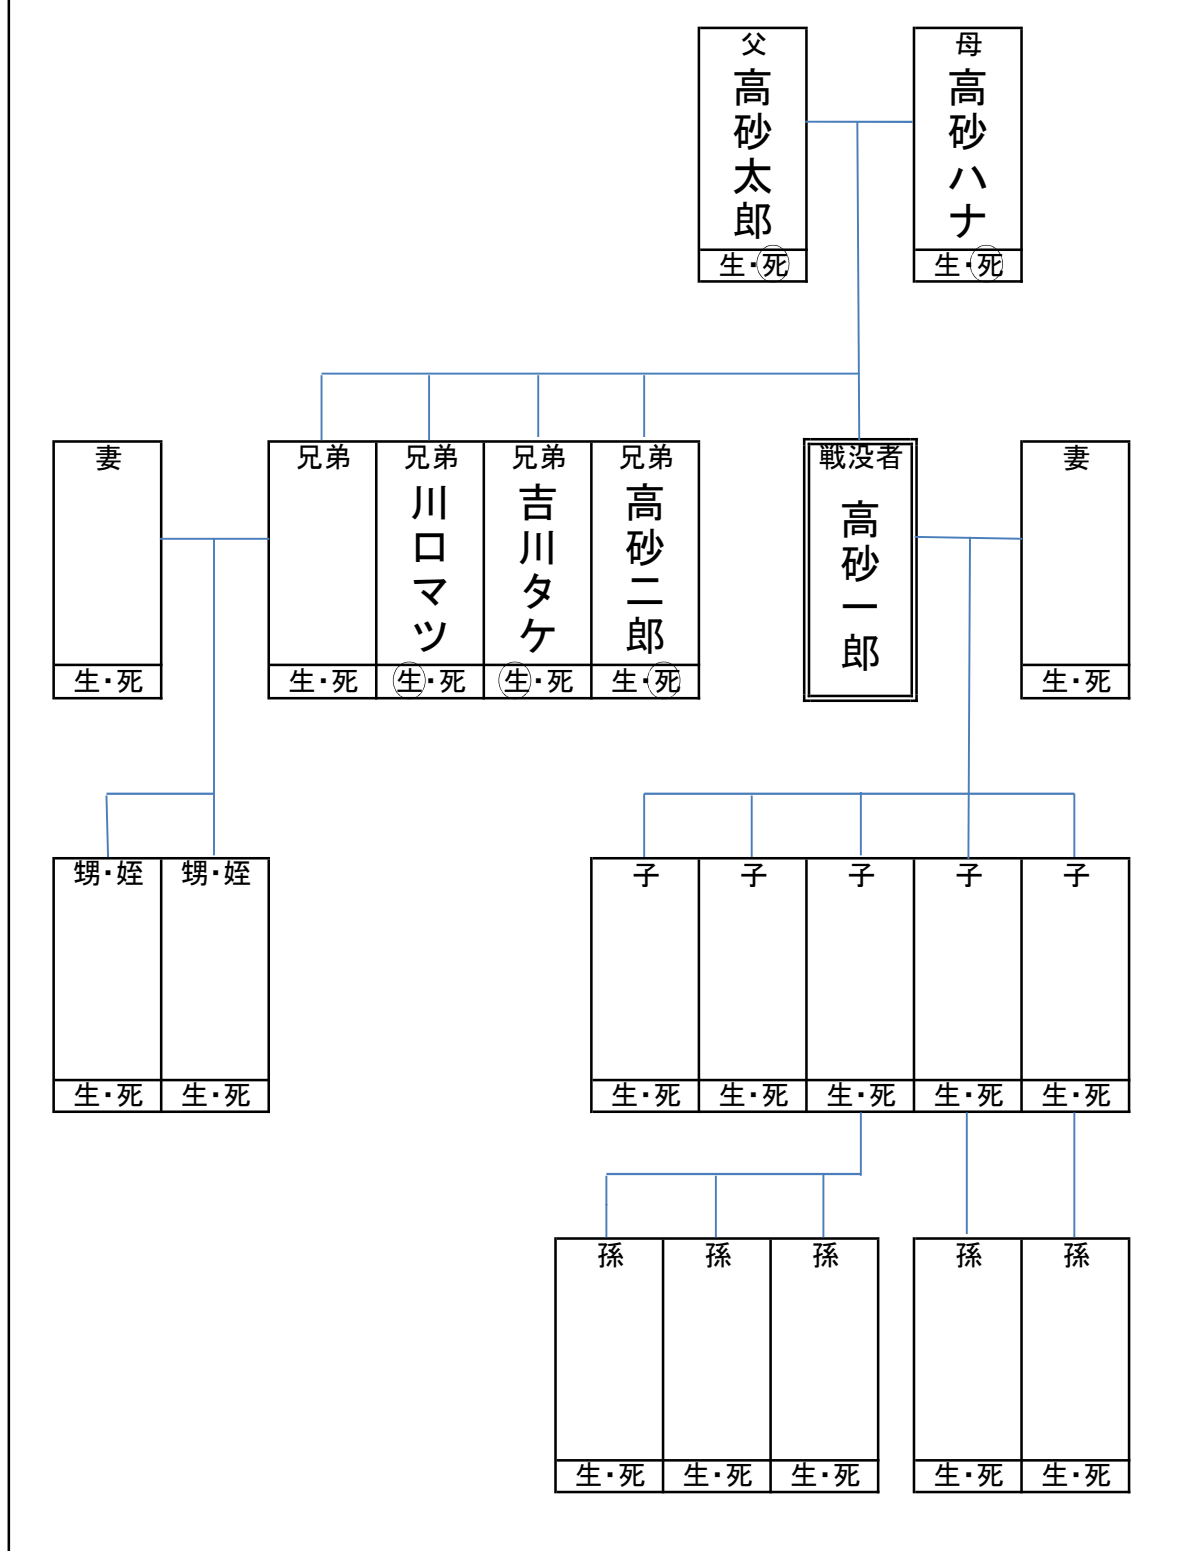 父
高砂太郎
生・死
母
高砂ハナ
生・死
妻
生・死
兄弟
生・死
兄弟
川口マツ
生・死
兄弟
吉川タケ
生・死
兄弟
高砂二郎
生・死
戦没者
高砂一郎
妻
生・死
甥・姪
生・死
甥・姪
生・死
子
生・死
子
生・死
子
生・死
子
生・死
子
生・死
孫
生・死
孫
生・死
孫
生・死
孫
生・死
孫
生・死